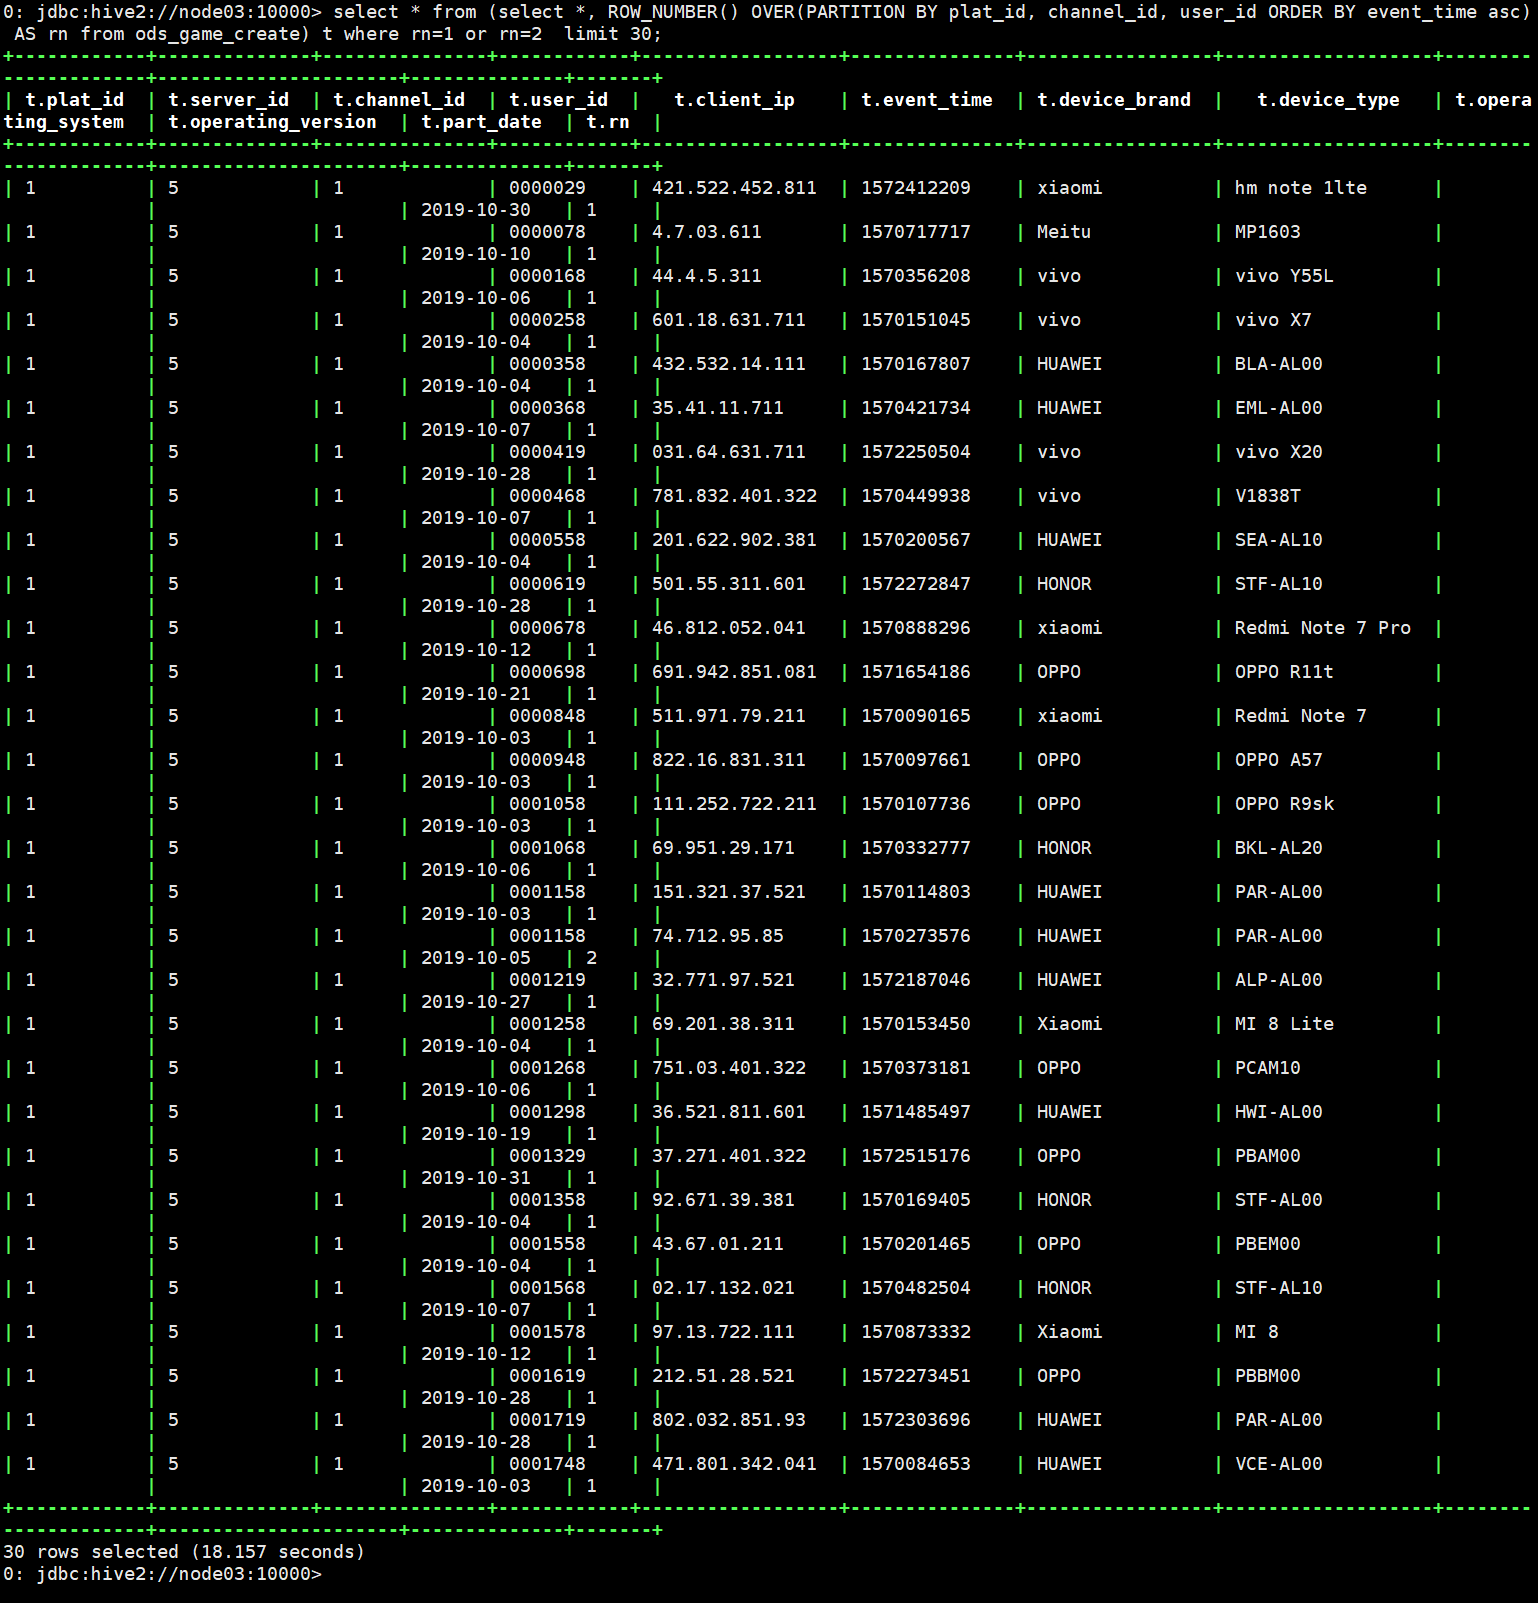 0: jdbc:hive2://node03:10000> select * from (select *, ROW_NUMBER() OVER(PARTITION BY plat_id, channel_id, user_id ORDER BY event_time asc)
 AS rn from ods_game_create) t where rn=1 or rn=2  limit 30;
+------------+--------------+---------------+------------+------------------+---------------+-----------------+-------------------+--------
-------------+----------------------+--------------+-------+
| t.plat_id  | t.server_id  | t.channel_id  | t.user_id  |   t.client_ip    | t.event_time  | t.device_brand  |   t.device_type   | t.opera
ting_system  | t.operating_version  | t.part_date  | t.rn  |
+------------+--------------+---------------+------------+------------------+---------------+-----------------+-------------------+--------
-------------+----------------------+--------------+-------+
| 1          | 5            | 1             | 0000029    | 421.522.452.811  | 1572412209    | xiaomi          | hm note 1lte      |
             |                      | 2019-10-30   | 1     |
| 1          | 5            | 1             | 0000078    | 4.7.03.611       | 1570717717    | Meitu           | MP1603            |
             |                      | 2019-10-10   | 1     |
| 1          | 5            | 1             | 0000168    | 44.4.5.311       | 1570356208    | vivo            | vivo Y55L         |
             |                      | 2019-10-06   | 1     |
| 1          | 5            | 1             | 0000258    | 601.18.631.711   | 1570151045    | vivo            | vivo X7           |
             |                      | 2019-10-04   | 1     |
| 1          | 5            | 1             | 0000358    | 432.532.14.111   | 1570167807    | HUAWEI          | BLA-AL00          |
             |                      | 2019-10-04   | 1     |
| 1          | 5            | 1             | 0000368    | 35.41.11.711     | 1570421734    | HUAWEI          | EML-AL00          |
             |                      | 2019-10-07   | 1     |
| 1          | 5            | 1             | 0000419    | 031.64.631.711   | 1572250504    | vivo            | vivo X20          |
             |                      | 2019-10-28   | 1     |
| 1          | 5            | 1             | 0000468    | 781.832.401.322  | 1570449938    | vivo            | V1838T            |
             |                      | 2019-10-07   | 1     |
| 1          | 5            | 1             | 0000558    | 201.622.902.381  | 1570200567    | HUAWEI          | SEA-AL10          |
             |                      | 2019-10-04   | 1     |
| 1          | 5            | 1             | 0000619    | 501.55.311.601   | 1572272847    | HONOR           | STF-AL10          |
             |                      | 2019-10-28   | 1     |
| 1          | 5            | 1             | 0000678    | 46.812.052.041   | 1570888296    | xiaomi          | Redmi Note 7 Pro  |
             |                      | 2019-10-12   | 1     |
| 1          | 5            | 1             | 0000698    | 691.942.851.081  | 1571654186    | OPPO            | OPPO R11t         |
             |                      | 2019-10-21   | 1     |
| 1          | 5            | 1             | 0000848    | 511.971.79.211   | 1570090165    | xiaomi          | Redmi Note 7      |
             |                      | 2019-10-03   | 1     |
| 1          | 5            | 1             | 0000948    | 822.16.831.311   | 1570097661    | OPPO            | OPPO A57          |
             |                      | 2019-10-03   | 1     |
| 1          | 5            | 1             | 0001058    | 111.252.722.211  | 1570107736    | OPPO            | OPPO R9sk         |
             |                      | 2019-10-03   | 1     |
| 1          | 5            | 1             | 0001068    | 69.951.29.171    | 1570332777    | HONOR           | BKL-AL20          |
             |                      | 2019-10-06   | 1     |
| 1          | 5            | 1             | 0001158    | 151.321.37.521   | 1570114803    | HUAWEI          | PAR-AL00          |
             |                      | 2019-10-03   | 1     |
| 1          | 5            | 1             | 0001158    | 74.712.95.85     | 1570273576    | HUAWEI          | PAR-AL00          |
             |                      | 2019-10-05   | 2     |
| 1          | 5            | 1             | 0001219    | 32.771.97.521    | 1572187046    | HUAWEI          | ALP-AL00          |
             |                      | 2019-10-27   | 1     |
| 1          | 5            | 1             | 0001258    | 69.201.38.311    | 1570153450    | Xiaomi          | MI 8 Lite         |
             |                      | 2019-10-04   | 1     |
| 1          | 5            | 1             | 0001268    | 751.03.401.322   | 1570373181    | OPPO            | PCAM10            |
             |                      | 2019-10-06   | 1     |
| 1          | 5            | 1             | 0001298    | 36.521.811.601   | 1571485497    | HUAWEI          | HWI-AL00          |
             |                      | 2019-10-19   | 1     |
| 1          | 5            | 1             | 0001329    | 37.271.401.322   | 1572515176    | OPPO            | PBAM00            |
             |                      | 2019-10-31   | 1     |
| 1          | 5            | 1             | 0001358    | 92.671.39.381    | 1570169405    | HONOR           | STF-AL00          |
             |                      | 2019-10-04   | 1     |
| 1          | 5            | 1             | 0001558    | 43.67.01.211     | 1570201465    | OPPO            | PBEM00            |
             |                      | 2019-10-04   | 1     |
| 1          | 5            | 1             | 0001568    | 02.17.132.021    | 1570482504    | HONOR           | STF-AL10          |
             |                      | 2019-10-07   | 1     |
| 1          | 5            | 1             | 0001578    | 97.13.722.111    | 1570873332    | Xiaomi          | MI 8              |
             |                      | 2019-10-12   | 1     |
| 1          | 5            | 1             | 0001619    | 212.51.28.521    | 1572273451    | OPPO            | PBBM00            |
             |                      | 2019-10-28   | 1     |
| 1          | 5            | 1             | 0001719    | 802.032.851.93   | 1572303696    | HUAWEI          | PAR-AL00          |
             |                      | 2019-10-28   | 1     |
| 1          | 5            | 1             | 0001748    | 471.801.342.041  | 1570084653    | HUAWEI          | VCE-AL00          |
             |                      | 2019-10-03   | 1     |
+------------+--------------+---------------+------------+------------------+---------------+-----------------+-------------------+--------
-------------+----------------------+--------------+-------+
30 rows selected (18.157 seconds)
0: jdbc:hive2://node03:10000>